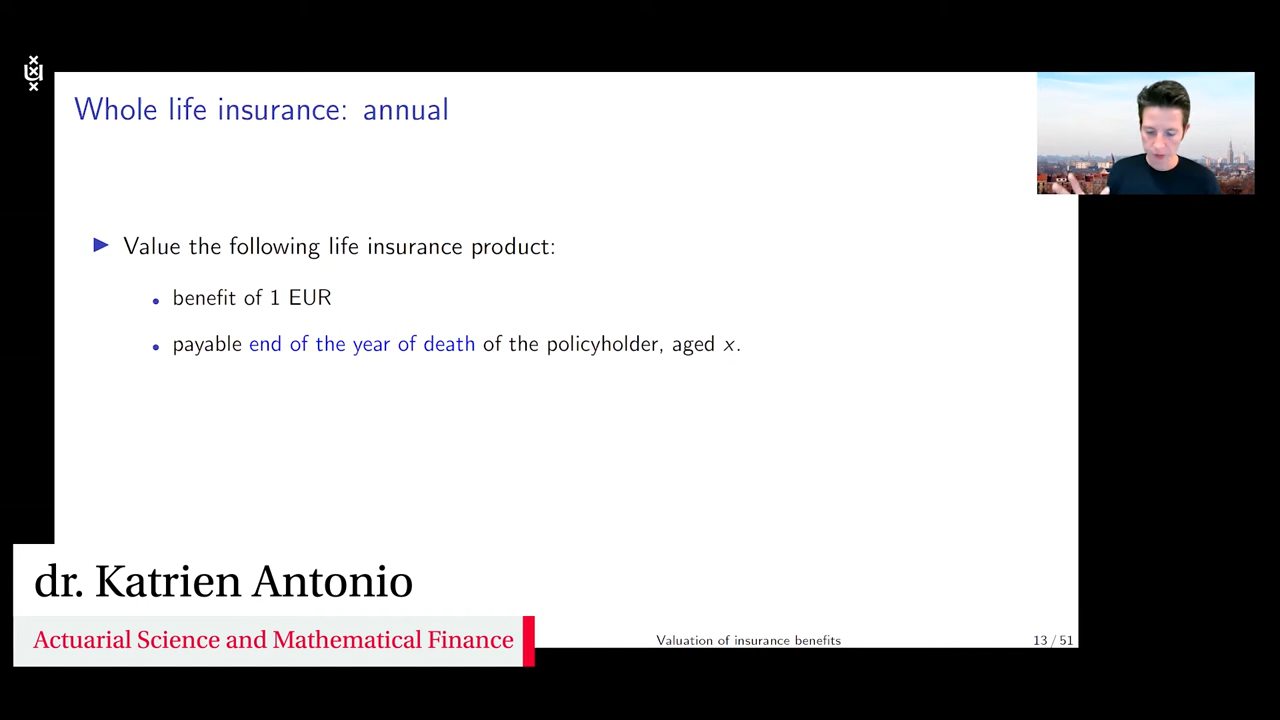 Whole life insurance: annual
► Value the following life insurance product:
• benefit of 1 EUR
• payable end of the year of death of the policyholder, aged x.
dr. Katrien Antonio
Actuarial Science and Mathematical Finance
Valuation of insurance benefits
13 / 51